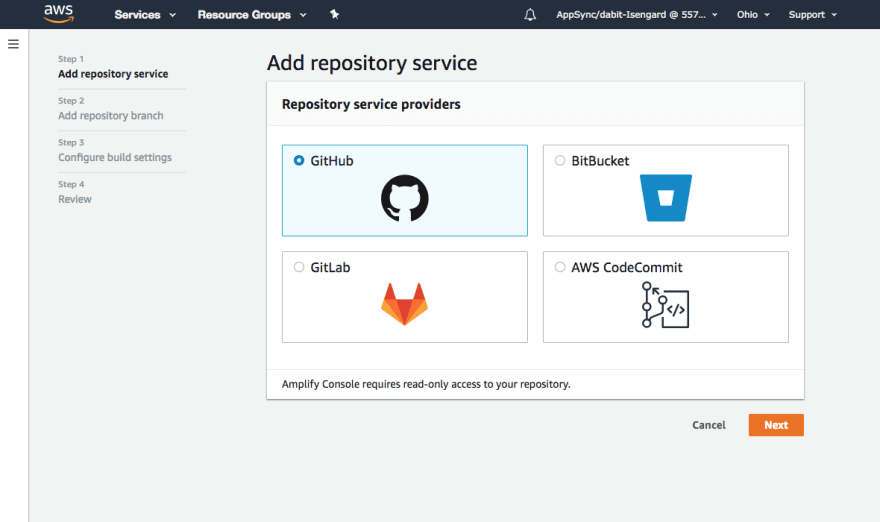 aws Services Resource Groups AppSync/dabit-Isengard @ 557... Ohio Support
Step 1
Add repository service
Step 2
Add repository branch
Step 3
Configure build settings
Step 4
Review
Add repository service
Repository service providers
GitHub BitBucket
GitLab AWS CodeCommit
</>
Amplify Console requires read-only access to your repository.
Cancel Next